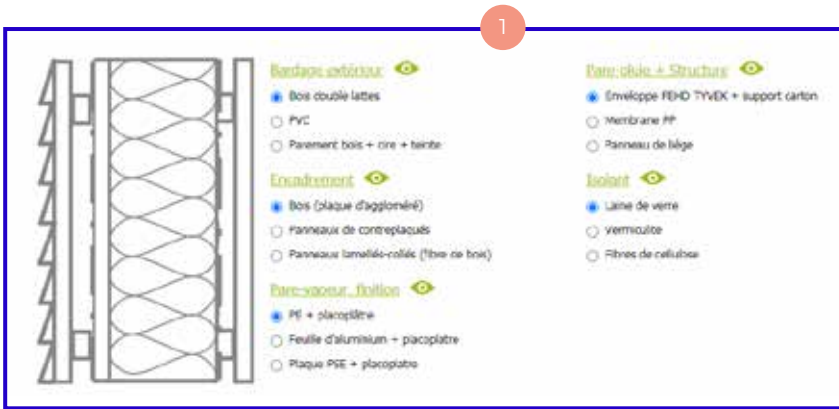 1
Bardage extérieur
Bois double lattes
PVC
Parement bois + cire + teinte
Encadrement
Bois (plaque d'aggloméré)
Panneaux de contreplaqués
Panneaux lamellés-collés (fibre de bois)
Pare-vapeur, finition
PE + placoplâtre
Feuille d'aluminium + placoplatre
Plaque PSE + placoplatre
Pare-pluie + Structure
Enveloppe PEHD TYVEK + support carton
Membrane PP
Panneau de liège
Isolant
Laine de verre
Vermiculite
Fibres de cellulose